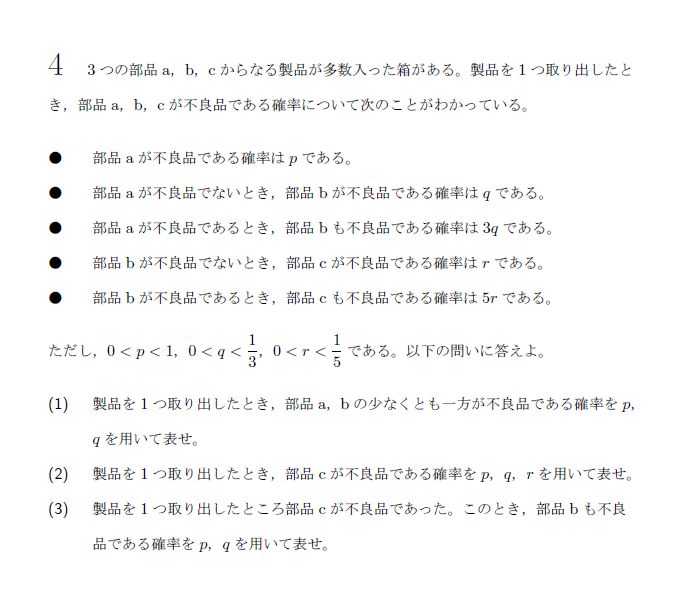 4 3つの部品 a, b, c からなる製品が多数入った箱がある。製品を1つ取り出したと
き，部品 a, b, c が不良品である確率について次のことがわかっている。
● 部品 a が不良品である確率は p である。
● 部品 a が不良品でないとき，部品 b が不良品である確率は q である。
● 部品 a が不良品であるとき，部品 b も不良品である確率は 3q である。
● 部品 b が不良品でないとき，部品 c が不良品である確率は r である。
● 部品 b が不良品であるとき，部品 c も不良品である確率は 5r である。
ただし，0 < p < 1，0 < q < 1/3，0 < r < 1/5 である。以下の問いに答えよ。
(1) 製品を1つ取り出したとき，部品 a，b の少なくとも一方が不良品である確率を p，
q を用いて表せ。
(2) 製品を1つ取り出したとき，部品 c が不良品である確率を p，q，r を用いて表せ。
(3) 製品を1つ取り出したところ部品 c が不良品であった。このとき，部品 b も不良
品である確率を p，q を用いて表せ。